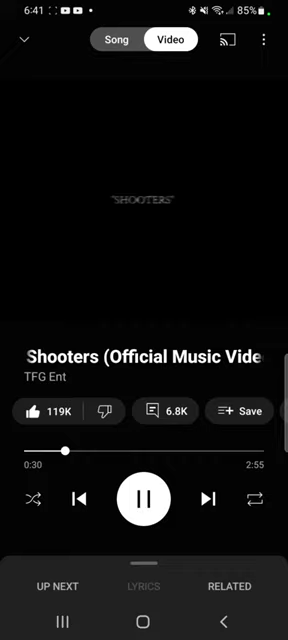 6:41 85%
Song Video
"SHOOTERS"
Shooters (Official Music Vide
TFG Ent
119K 6.8K Save
0:30 2:55
UP NEXT LYRICS RELATED